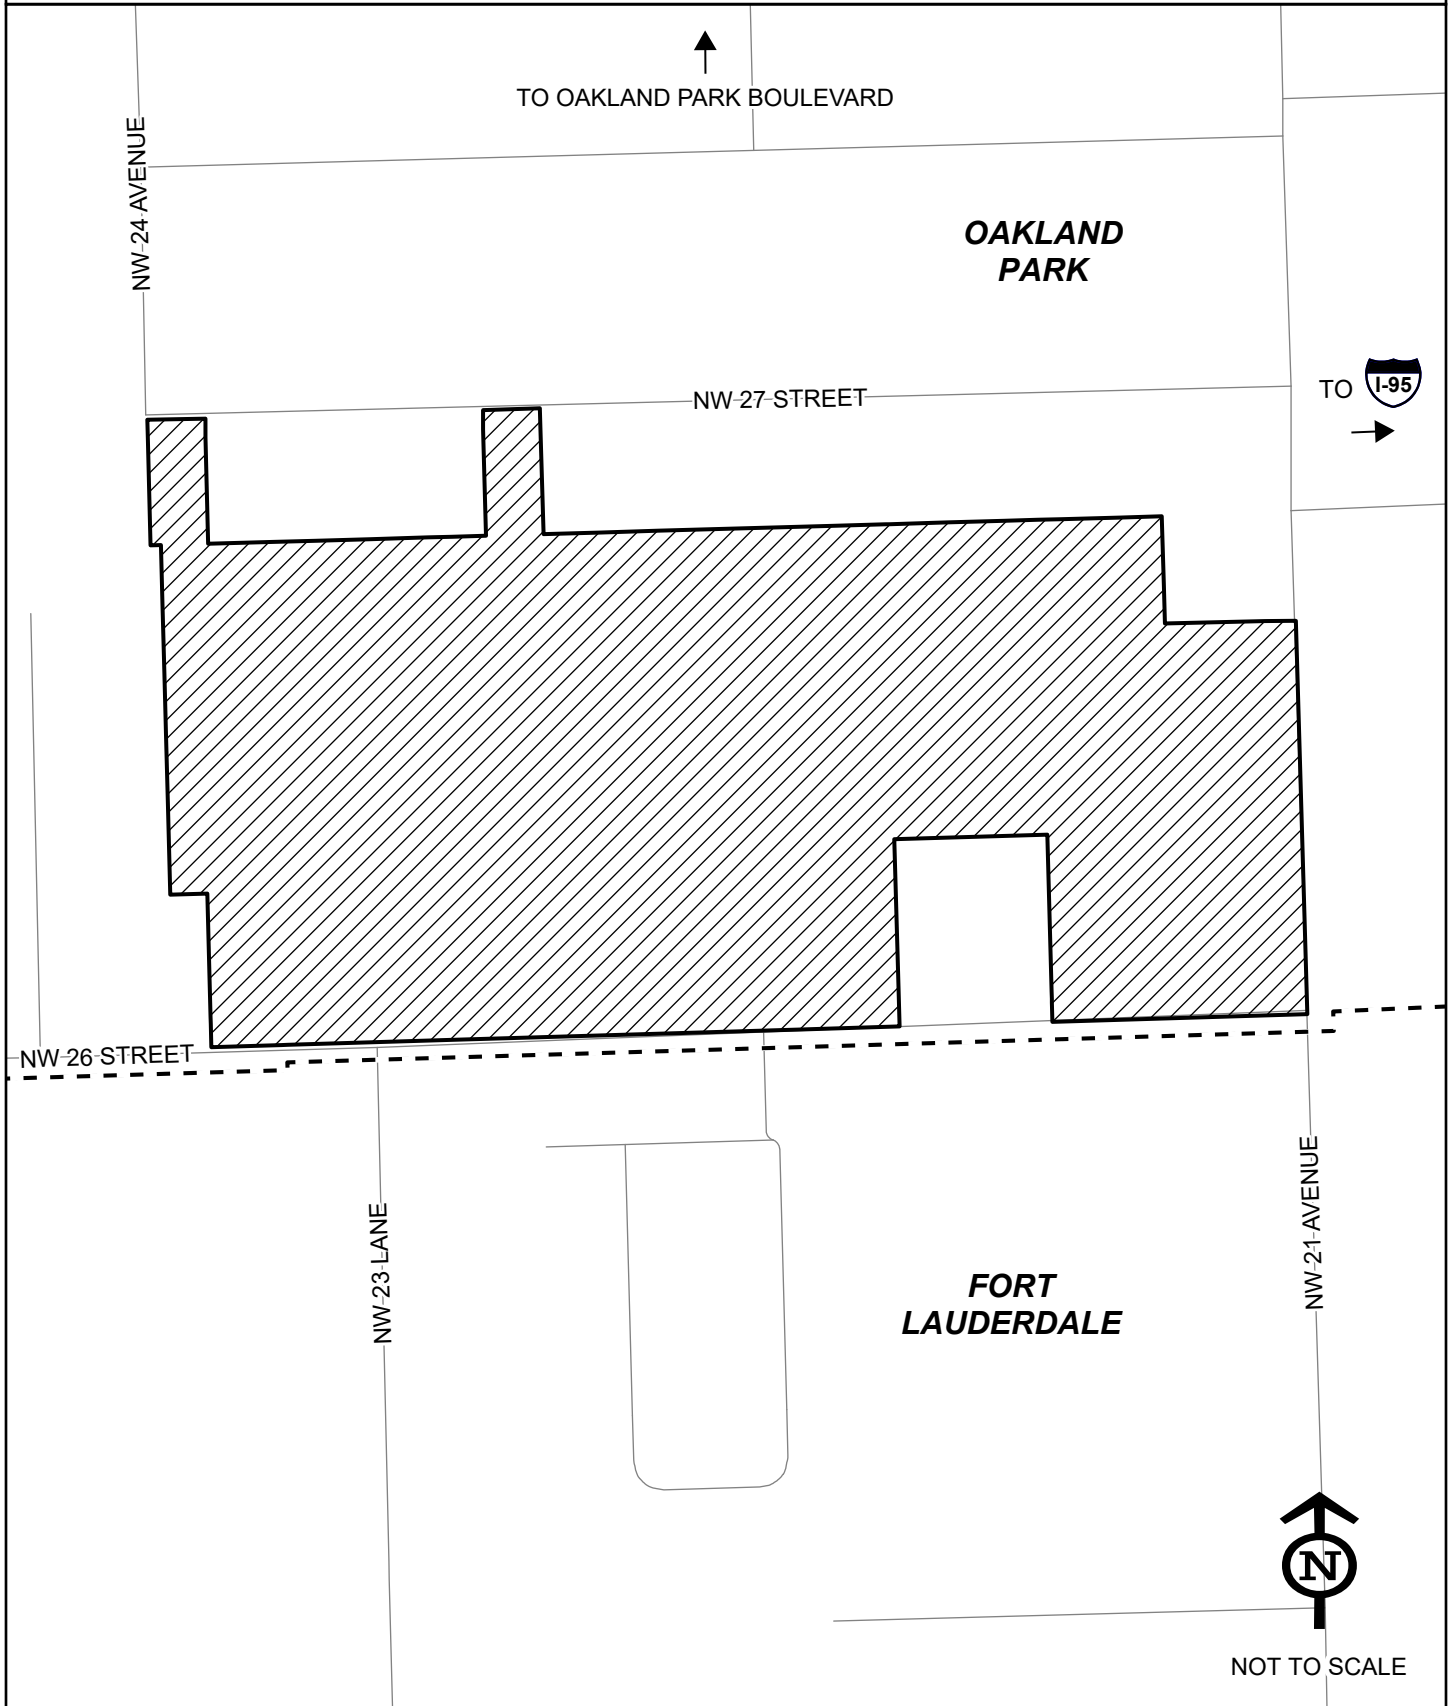 TO OAKLAND PARK BOULEVARD
NW 24 AVENUE
OAKLAND
PARK
TO I-95
NW 27 STREET
NW 26 STREET
NW 23 LANE
NW 21 AVENUE
FORT
LAUDERDALE
N
NOT TO SCALE